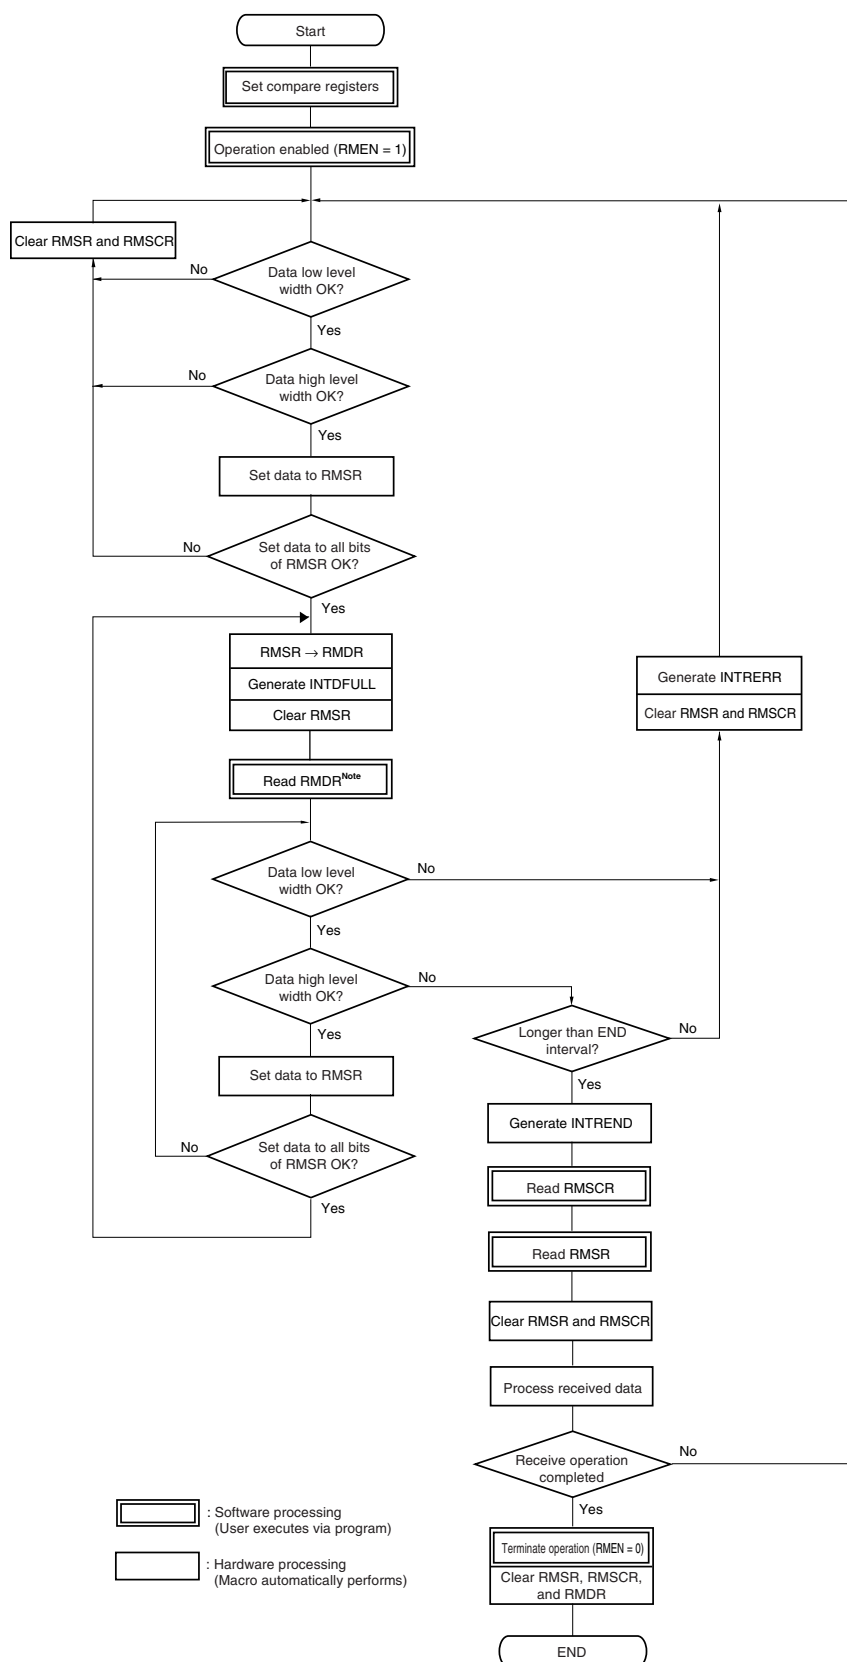 Start
Set compare registers
Operation enabled (RMEN = 1)
Clear RMSR and RMSCR
No
Data low level
width OK?
Yes
No
Data high level
width OK?
Yes
Set data to RMSR
No
Set data to all bits
of RMSR OK?
Yes
RMSR → RMDR
Generate INTDFULL
Clear RMSR
Generate INTRERR
Clear RMSR and RMSCR
Read RMDRNote
Data low level
width OK?
No
Yes
Data high level
width OK?
No
Yes
Longer than END
interval?
No
Yes
Set data to RMSR
Generate INTREND
No
Set data to all bits
of RMSR OK?
Yes
Read RMSCR
Read RMSR
Clear RMSR and RMSCR
Process received data
Receive operation
completed
No
Yes
: Software processing
(User executes via program)
: Hardware processing
(Macro automatically performs)
Terminate operation (RMEN = 0)
Clear RMSR, RMSCR,
and RMDR
END